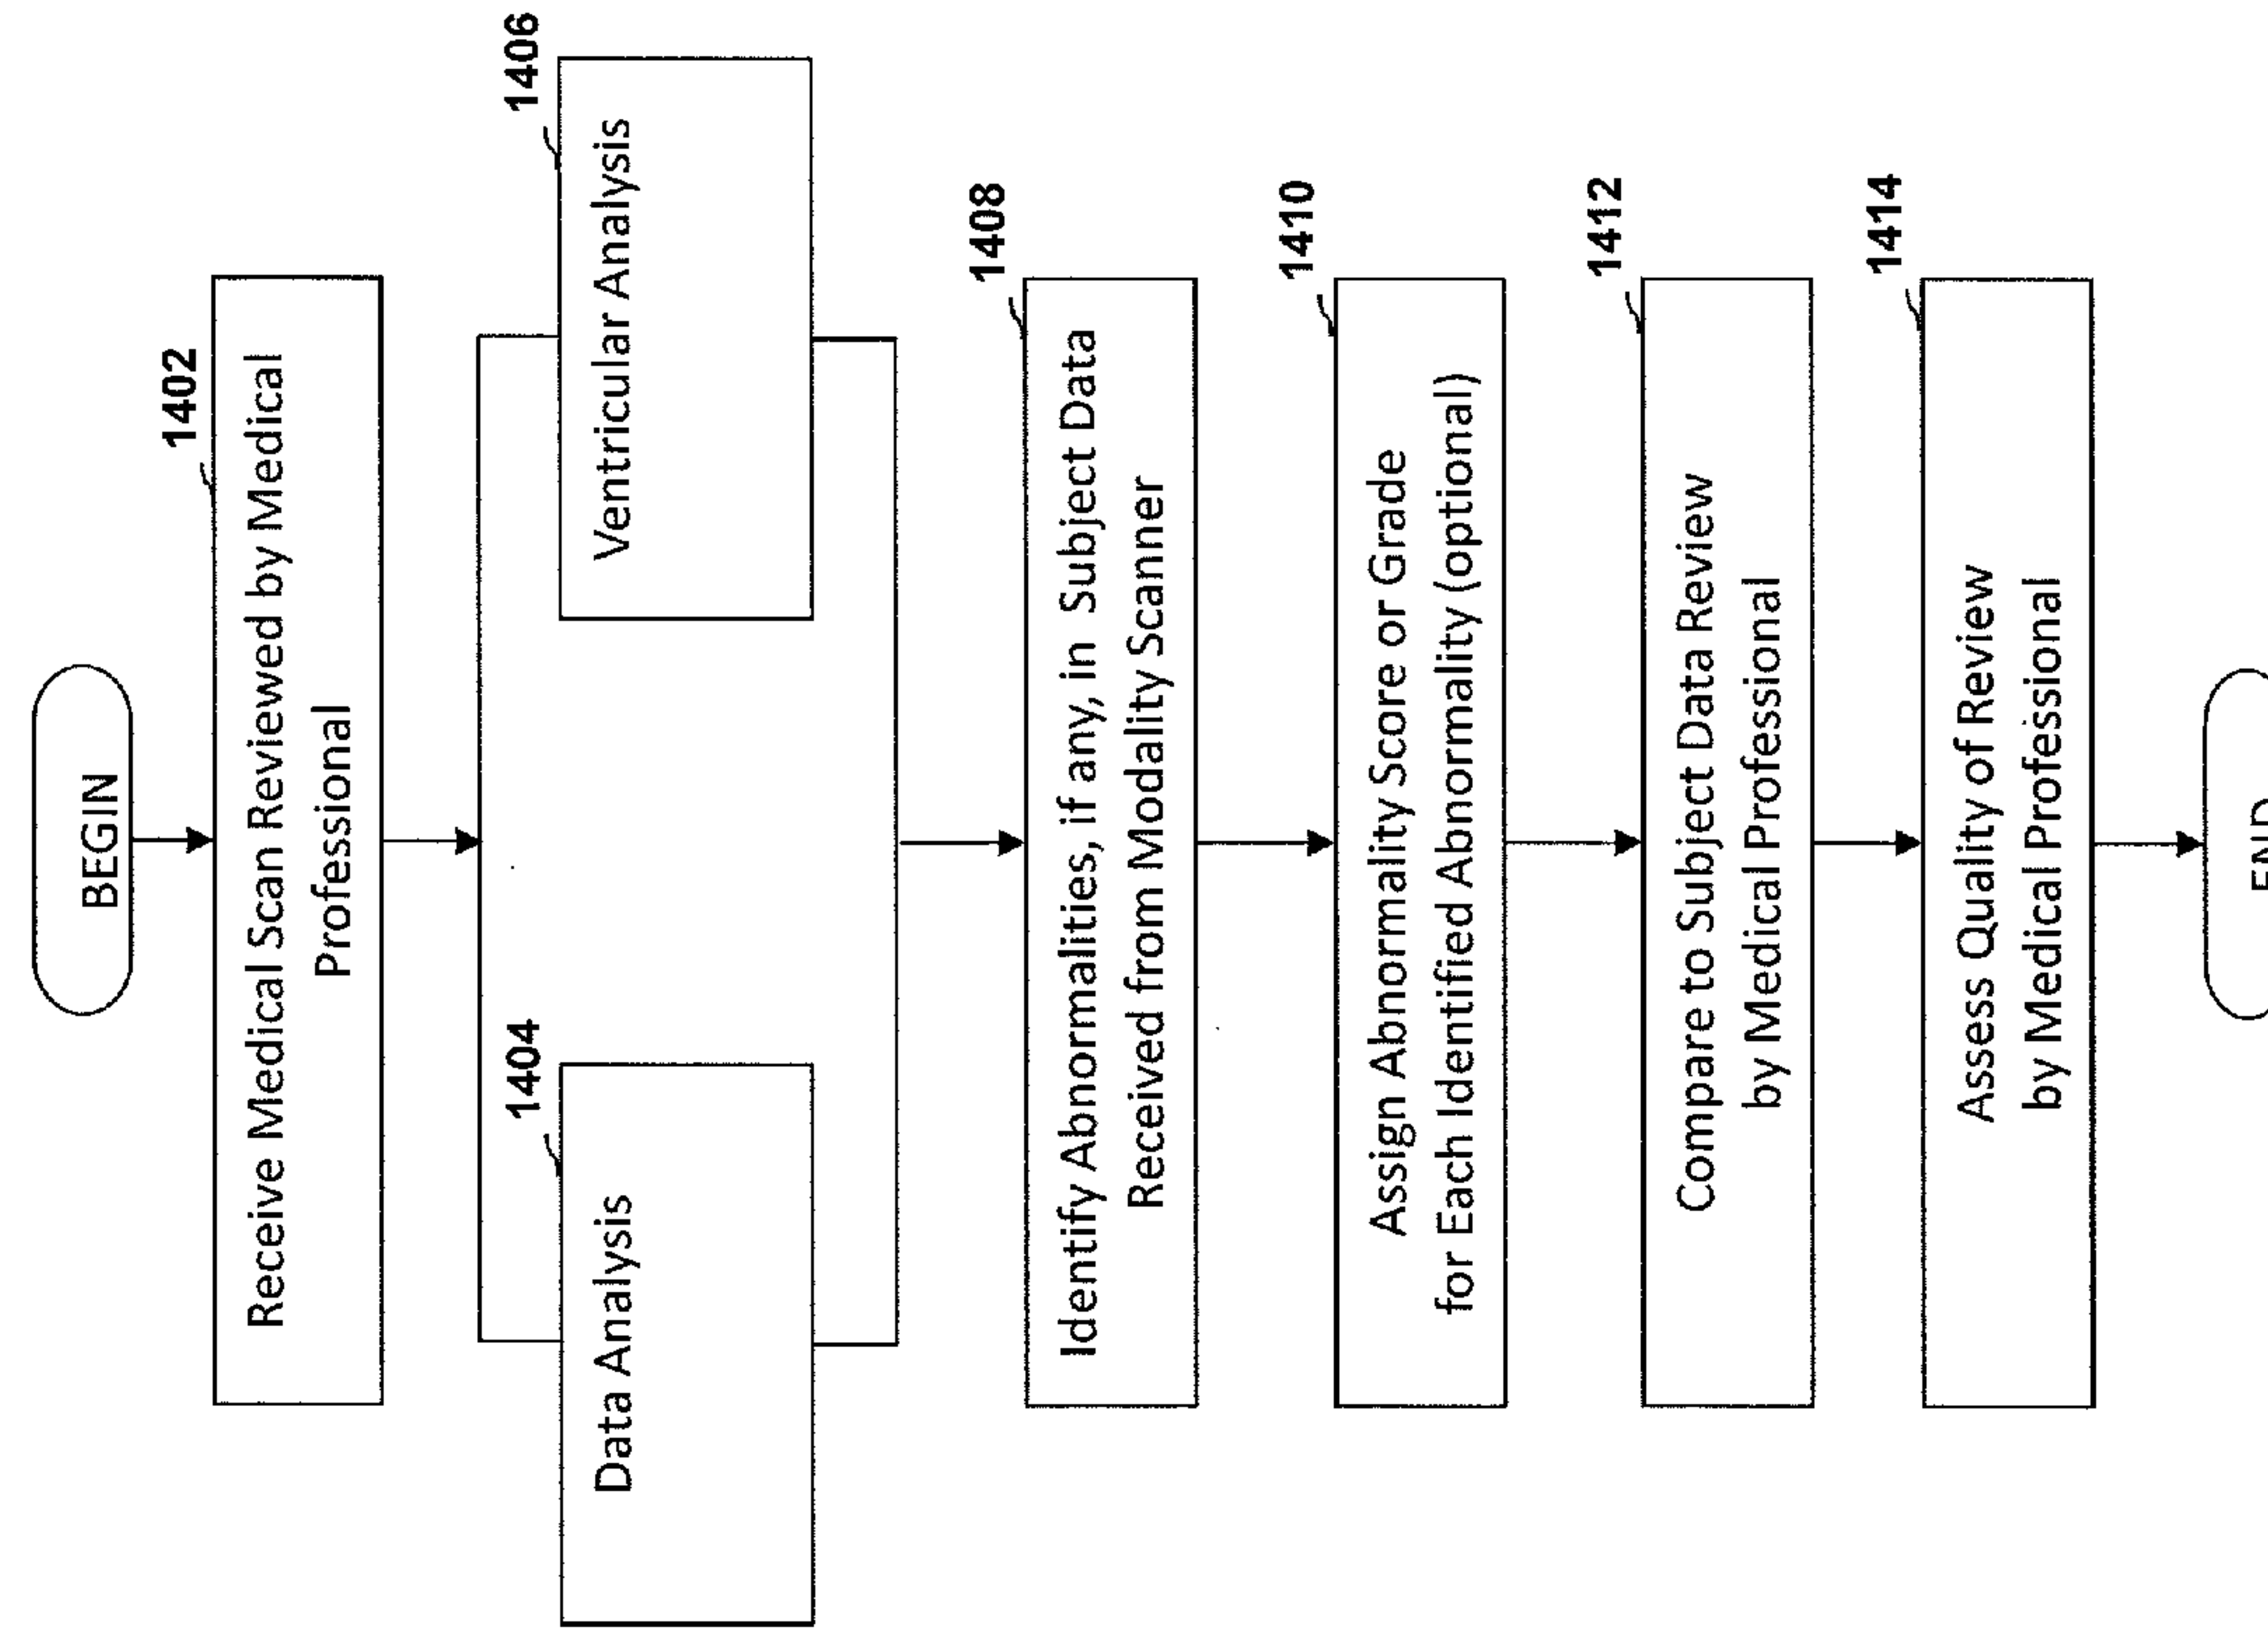 BEGIN
1402
Receive Medical Scan Reviewed by Medical
Professional
1404
Data Analysis
1406
Ventricular Analysis
1408
Identify Abnormalities, if any, in Subject Data
Received from Modality Scanner
1410
Assign Abnormality Score or Grade
for Each Identified Abnormality (optional)
1412
Compare to Subject Data Review
by Medical Professional
1414
Assess Quality of Review
by Medical Professional
END